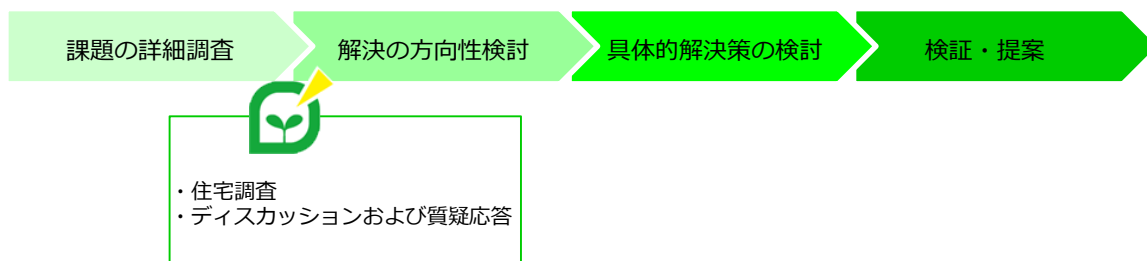 課題の詳細調査
解決の方向性検討
具体的解決策の検討
検証・提案
・住宅調査
・ディスカッションおよび質疑応答